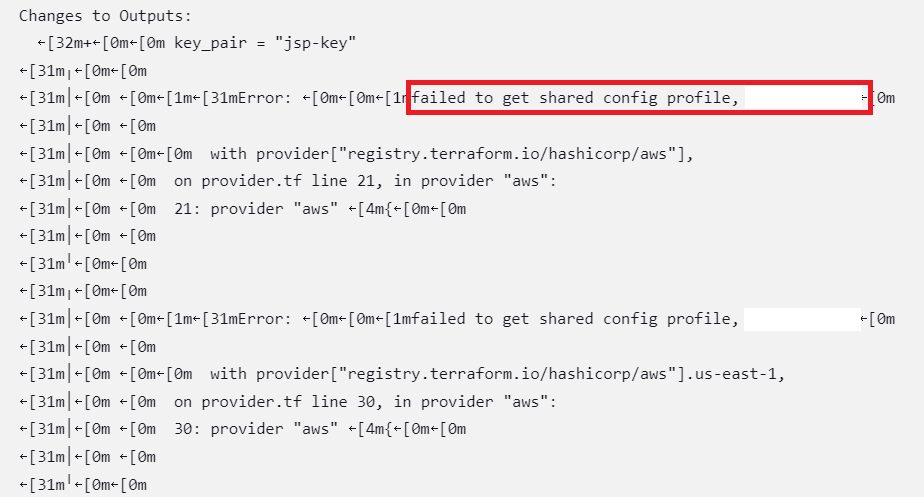 Changes to Outputs:
←[32m+←[0m←[0m key_pair = "jsp-key"
←[31m╷←[0m←[0m
←[31m│←[0m ←[0m←[1m←[31mError: ←[0m←[0m←[1mfailed to get shared config profile, ←[0m
←[31m│←[0m ←[0m
←[31m│←[0m ←[0m←[0m  with provider["registry.terraform.io/hashicorp/aws"],
←[31m│←[0m ←[0m  on provider.tf line 21, in provider "aws":
←[31m│←[0m ←[0m  21: provider "aws" ←[4m{←[0m←[0m
←[31m│←[0m ←[0m
←[31m╵←[0m←[0m
←[31m╷←[0m←[0m
←[31m│←[0m ←[0m←[1m←[31mError: ←[0m←[0m←[1mfailed to get shared config profile, ←[0m
←[31m│←[0m ←[0m
←[31m│←[0m ←[0m←[0m  with provider["registry.terraform.io/hashicorp/aws"].us-east-1,
←[31m│←[0m ←[0m  on provider.tf line 30, in provider "aws":
←[31m│←[0m ←[0m  30: provider "aws" ←[4m{←[0m←[0m
←[31m│←[0m ←[0m
←[31m╵←[0m←[0m